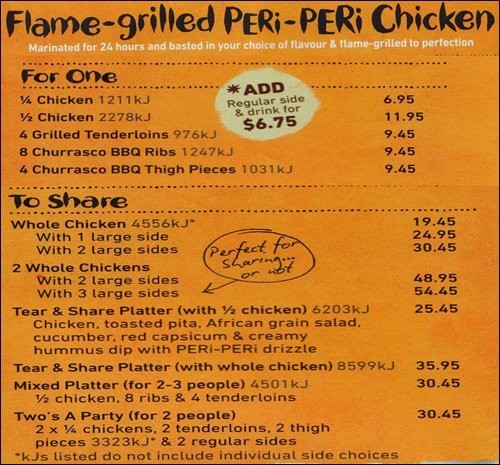 Flame-grilled PERi-PERi Chicken
Marinated for 24 hours and basted in your choice of flavour & flame-grilled to perfection
For One
*ADD
Regular side
& drink for
$6.75
¼ Chicken 1211kJ 6.95
½ Chicken 2278kJ 11.95
4 Grilled Tenderloins 976kJ 9.45
8 Churrasco BBQ Ribs 1247kJ 9.45
4 Churrasco BBQ Thigh Pieces 1031kJ 9.45
To Share
Whole Chicken 4556kJ* 19.45
With 1 large side 24.95
With 2 large sides 30.45
Perfect for
Sharing...
or not
2 Whole Chickens
With 2 large sides 48.95
With 3 large sides 54.45
Tear & Share Platter (with ½ chicken) 6203kJ 25.45
Chicken, toasted pita, African grain salad,
cucumber, red capsicum & creamy
hummus dip with PERi-PERi drizzle
Tear & Share Platter (with whole chicken) 8599kJ 35.95
Mixed Platter (for 2-3 people) 4501kJ 30.45
½ chicken, 8 ribs & 4 tenderloins
Two's A Party (for 2 people) 30.45
2 x ¼ chickens, 2 tenderloins, 2 thigh
pieces 3323kJ* & 2 regular sides
*kJs listed do not include individual side choices